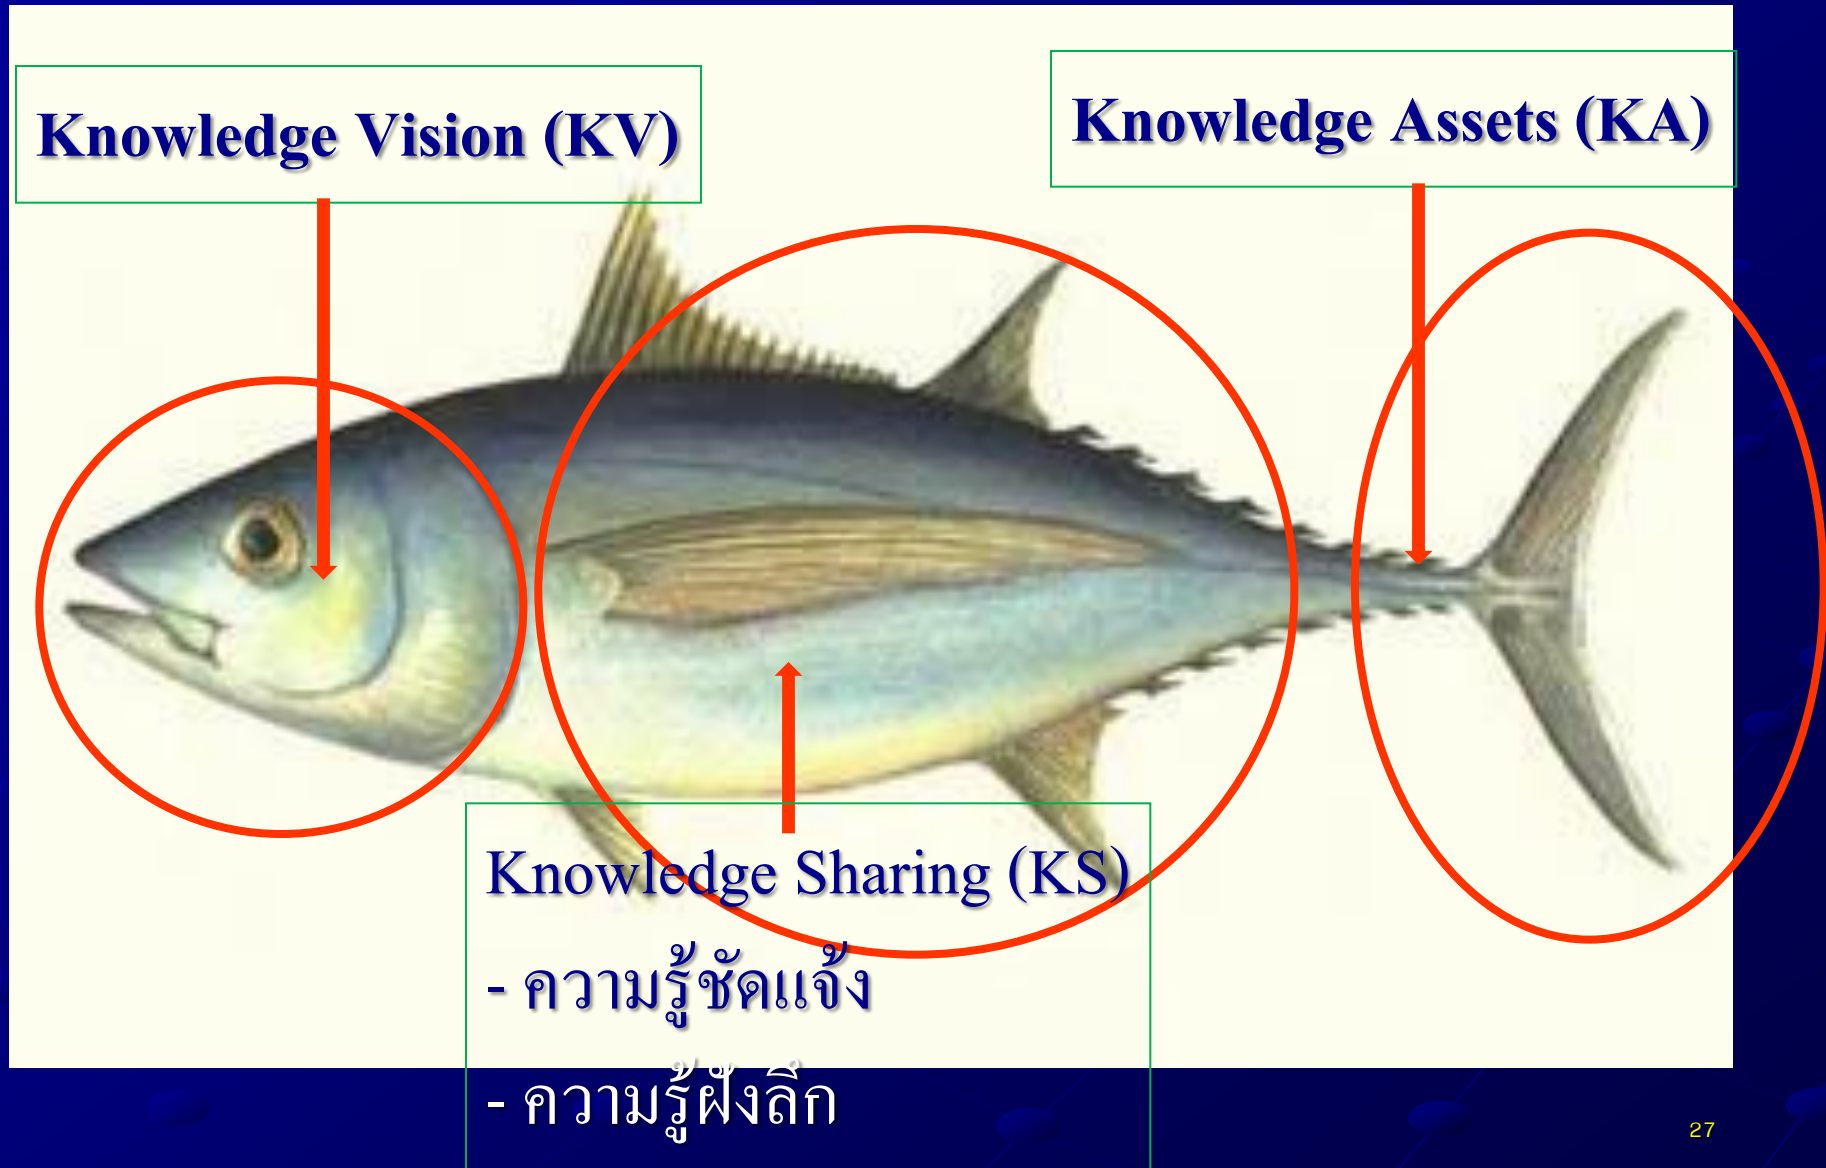 Knowledge Vision (KV)
Knowledge Assets (KA)
Knowledge Sharing (KS)
- ความรู้ชัดแจ้ง
- ความรู้ฝังลึก
27